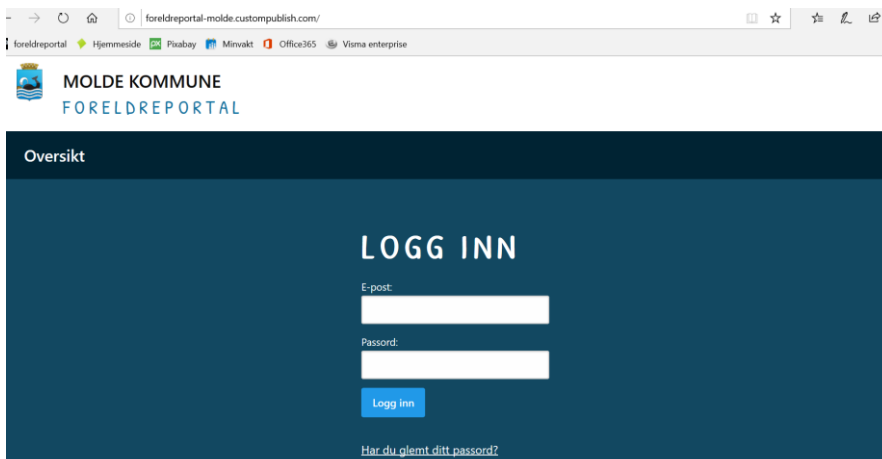 foreldreportal-molde.custompublish.com/
foreldreportal Hjemmeside Pixabay Minvakt Office365 Visma enterprise
MOLDE KOMMUNE
FORELDREPORTAL
Oversikt
LOGG INN
E-post:
Passord:
Logg inn
Har du glemt ditt passord?